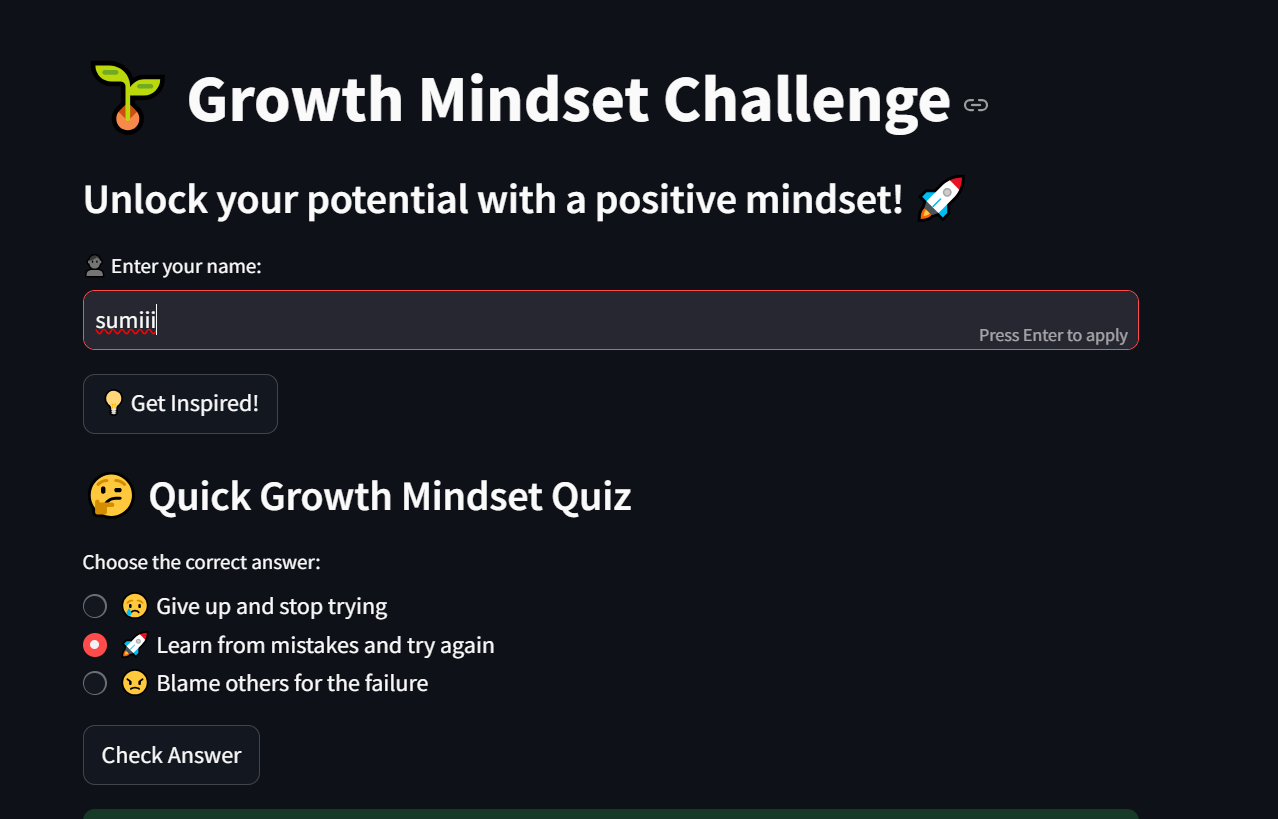 Growth Mindset Challenge
Unlock your potential with a positive mindset! 🚀
Enter your name:
sumiii
Press Enter to apply
Get Inspired!
Quick Growth Mindset Quiz
Choose the correct answer:
Give up and stop trying
Learn from mistakes and try again
Blame others for the failure
Check Answer